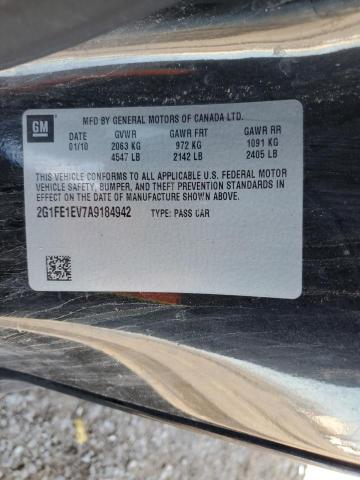 MFD BY GENERAL MOTORS OF CANADA LTD.
GM
DATE GVWR GAWR FRT GAWR RR
01/10 2063 KG 972 KG 1091 KG
4547 LB 2142 LB 2405 LB
THIS VEHICLE CONFORMS TO ALL APPLICABLE U.S. FEDERAL MOTOR
VEHICLE SAFETY, BUMPER, AND THEFT PREVENTION STANDARDS
IN EFFECT ON THE DATE OF MANUFACTURE SHOWN ABOVE.
2G1FE1EV7A9184942 TYPE: PASS CAR